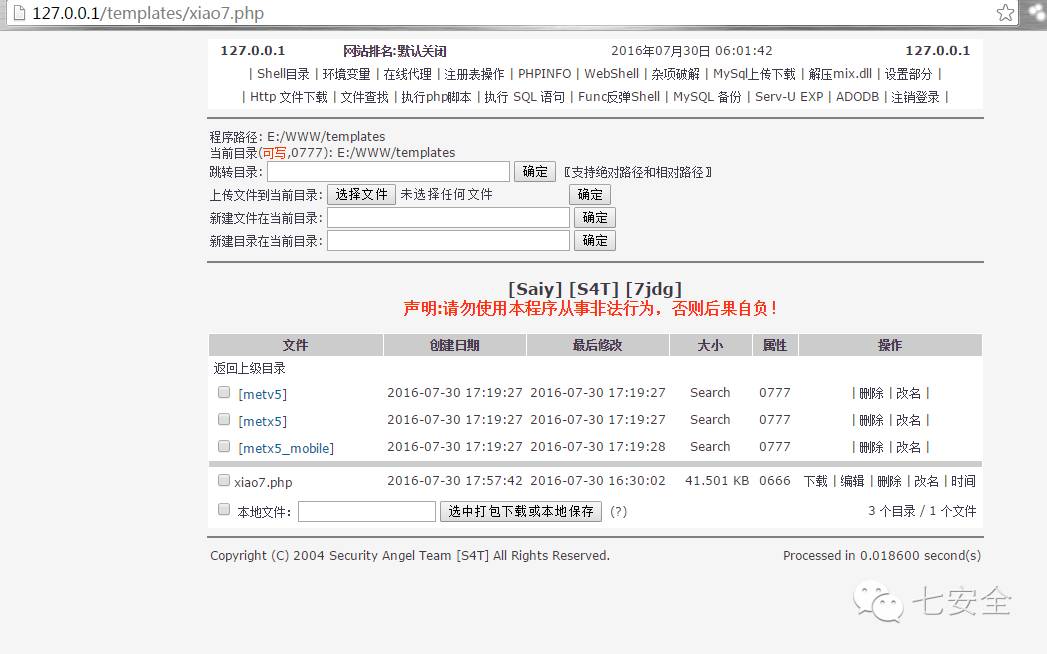 127.0.0.1/templates/xiao7.php
127.0.0.1 网站排名:默认关闭 2016年07月30日 06:01:42 127.0.0.1
| Shell目录 | 环境变量 | 在线代理 | 注册表操作 | PHPINFO | WebShell | 杂项破解 | MySql上传下载 | 解压mix.dll | 设置部分 |
| Http 文件下载 | 文件查找 | 执行php脚本 | 执行 SQL 语句 | Func反弹Shell | MySQL 备份 | Serv-U EXP | ADODB | 注销登录 |
程序路径: E:/WWW/templates
当前目录(可写,0777): E:/WWW/templates
跳转目录: 确定 〖支持绝对路径和相对路径〗
上传文件到当前目录: 选择文件 未选择任何文件 确定
新建文件在当前目录: 确定
新建目录在当前目录: 确定
[Saiy] [S4T] [7jdg]
声明:请勿使用本程序从事非法行为，否则后果自负！
文件 创建日期 最后修改 大小 属性 操作
返回上级目录
[metv5] 2016-07-30 17:19:27 2016-07-30 17:19:27 Search 0777 | 删除 | 改名 |
[metx5] 2016-07-30 17:19:27 2016-07-30 17:19:27 Search 0777 | 删除 | 改名 |
[metx5_mobile] 2016-07-30 17:19:27 2016-07-30 17:19:28 Search 0777 | 删除 | 改名 |
xiao7.php 2016-07-30 17:57:42 2016-07-30 16:30:02 41.501 KB 0666 下载 | 编辑 | 删除 | 改名 | 时间
本地文件: 选中打包下载或本地保存 (?) 3 个目录 / 1 个文件
Copyright (C) 2004 Security Angel Team [S4T] All Rights Reserved. Processed in 0.018600 second(s)
七安全